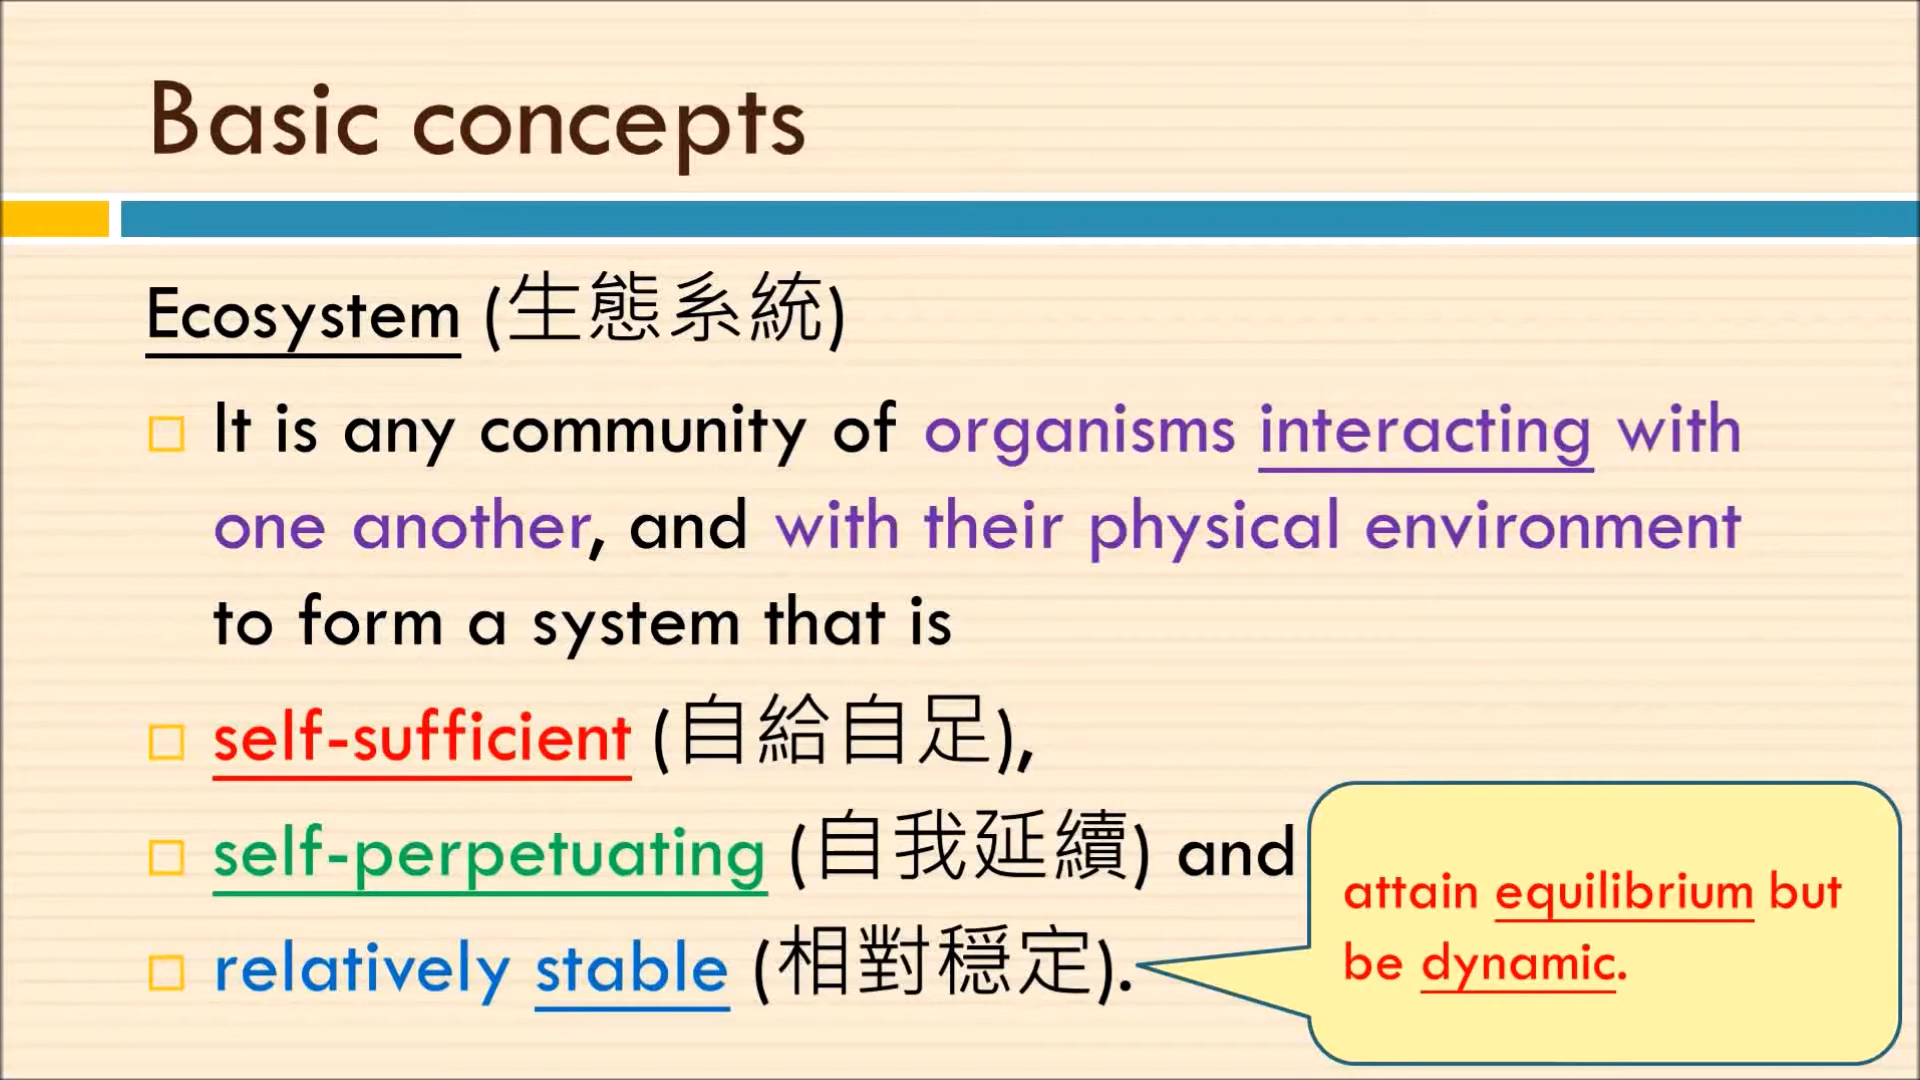 Basic concepts
Ecosystem (生態系統)
It is any community of organisms interacting with
one another, and with their physical environment
to form a system that is
self-sufficient (自給自足),
self-perpetuating (自我延續) and
relatively stable (相對穩定).
attain equilibrium but
be dynamic.